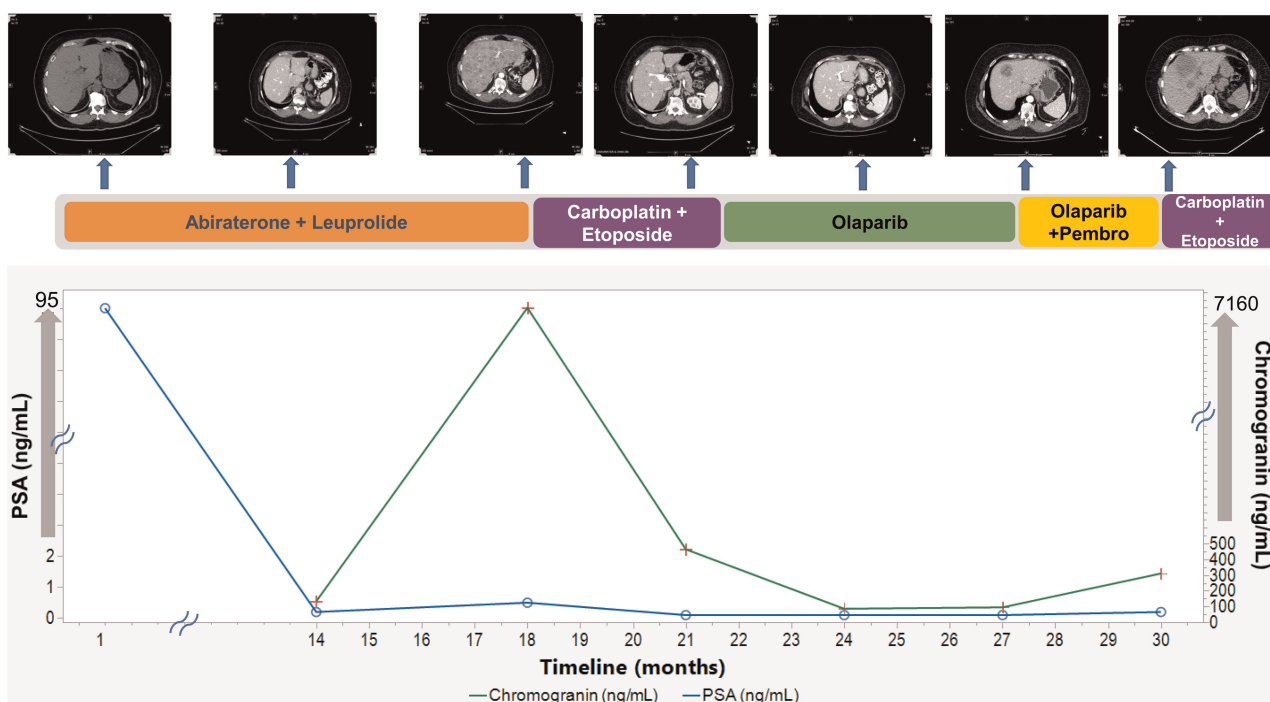 Abiraterone + Leuprolide
Carboplatin +
Etoposide
Olaparib
Olaparib
+Pembro
Carboplatin
+
Etoposide
95
7160
PSA (ng/mL)
Chromogranin (ng/mL)
2
1
0
500
400
300
200
100
0
1 14 15 16 17 18 19 20 21 22 23 24 25 26 27 28 29 30
Timeline (months)
Chromogranin (ng/mL) PSA (ng/mL)